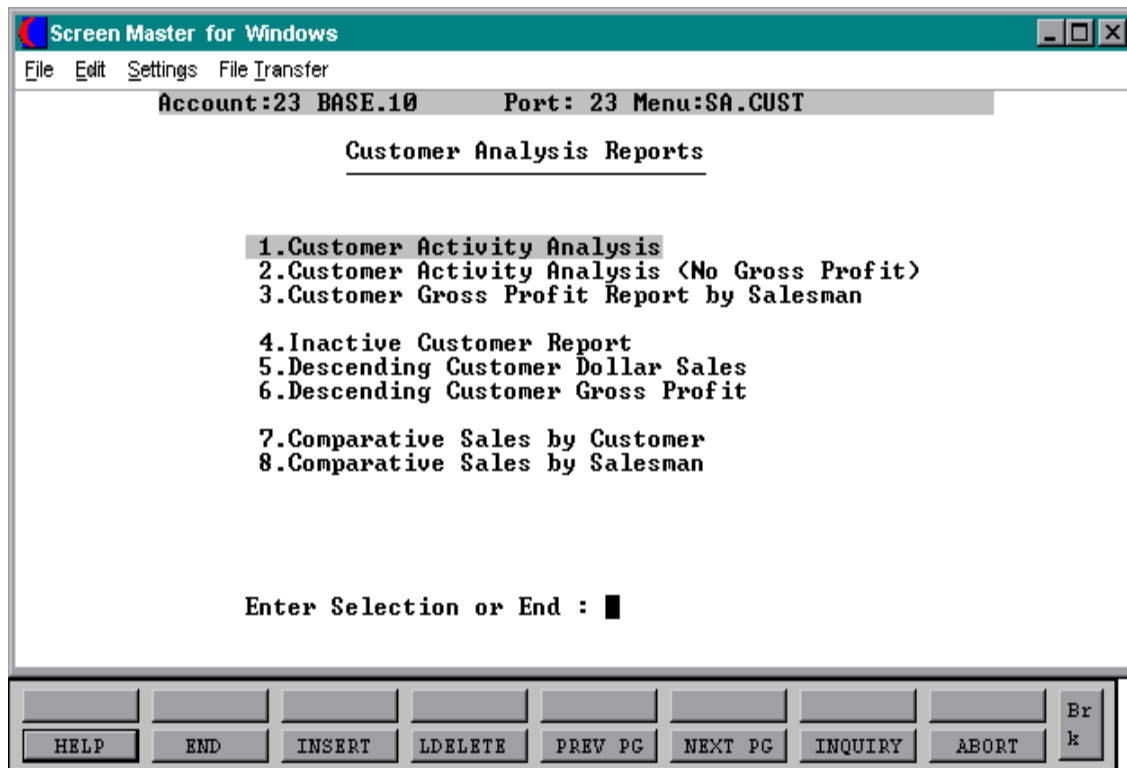 Screen Master for Windows
File Edit Settings File Transfer
Account:23 BASE.10 Port: 23 Menu:SA.CUST
Customer Analysis Reports
1.Customer Activity Analysis
2.Customer Activity Analysis (No Gross Profit)
3.Customer Gross Profit Report by Salesman
4.Inactive Customer Report
5.Descending Customer Dollar Sales
6.Descending Customer Gross Profit
7.Comparative Sales by Customer
8.Comparative Sales by Salesman
Enter Selection or End :
HELP END INSERT LDELETE PREV PG NEXT PG INQUIRY ABORT Br
k